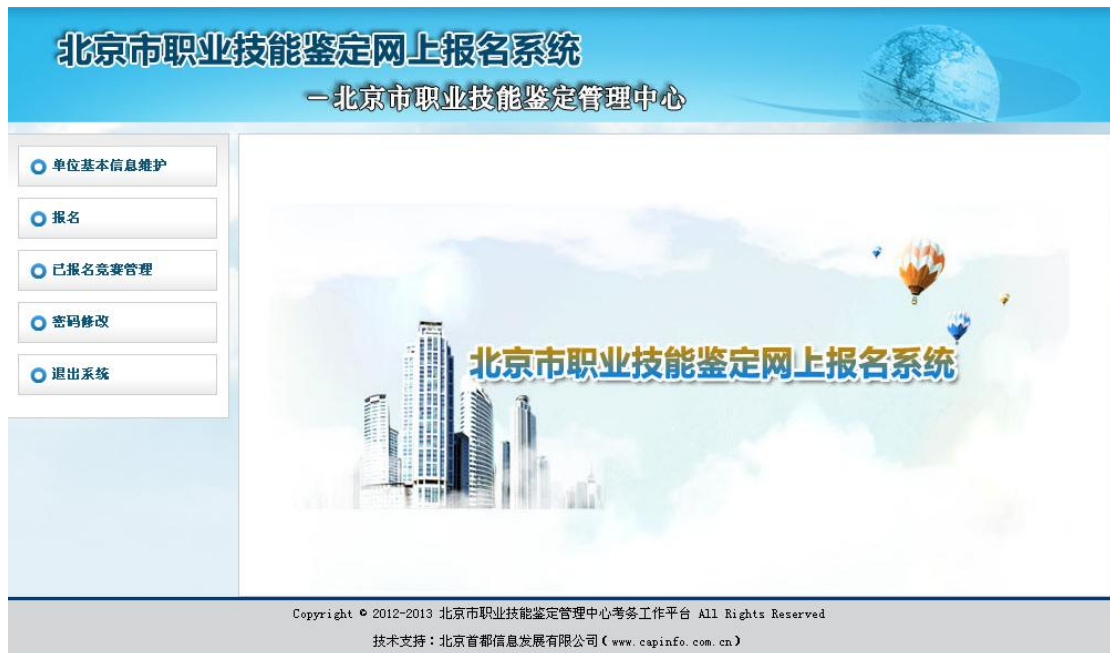 北京市职业技能鉴定网上报名系统
－北京市职业技能鉴定管理中心
单位基本信息维护
报名
已报名竞赛管理
密码修改
退出系统
北京市职业技能鉴定网上报名系统
Copyright © 2012-2013 北京市职业技能鉴定管理中心考务工作平台 All Rights Reserved
技术支持：北京首都信息发展有限公司(www.capinfo.com.cn)